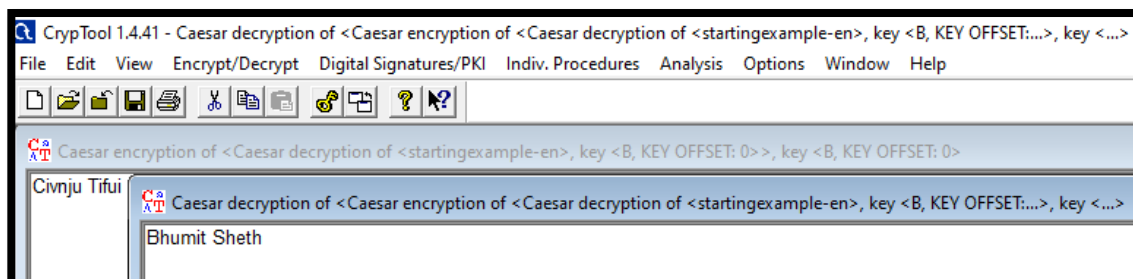 CrypTool 1.4.41 - Caesar decryption of <Caesar encryption of <Caesar decryption of <startingexample-en>, key <B, KEY OFFSET:...>, key <...>
File Edit View Encrypt/Decrypt Digital Signatures/PKI Indiv. Procedures Analysis Options Window Help
Caesar encryption of <Caesar decryption of <startingexample-en>, key <B, KEY OFFSET: 0>>, key <B, KEY OFFSET: 0>
Civnju Tifui
Caesar decryption of <Caesar encryption of <Caesar decryption of <startingexample-en>, key <B, KEY OFFSET:...>, key <...>
Bhumit Sheth